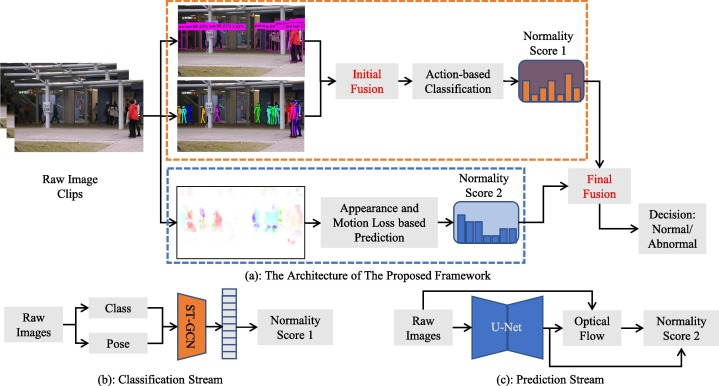 Raw Image
Clips
Initial
Fusion
Action-based
Classification
Normality
Score 1
Final
Fusion
Appearance and
Motion Loss based
Prediction
Normality
Score 2
Decision:
Normal/
Abnormal
(a): The Architecture of The Proposed Framework
Raw
Images
Class
Pose
ST-GCN
Normality
Score 1
(b): Classification Stream
Raw
Images
U-Net
Optical
Flow
Normality
Score 2
(c): Prediction Stream